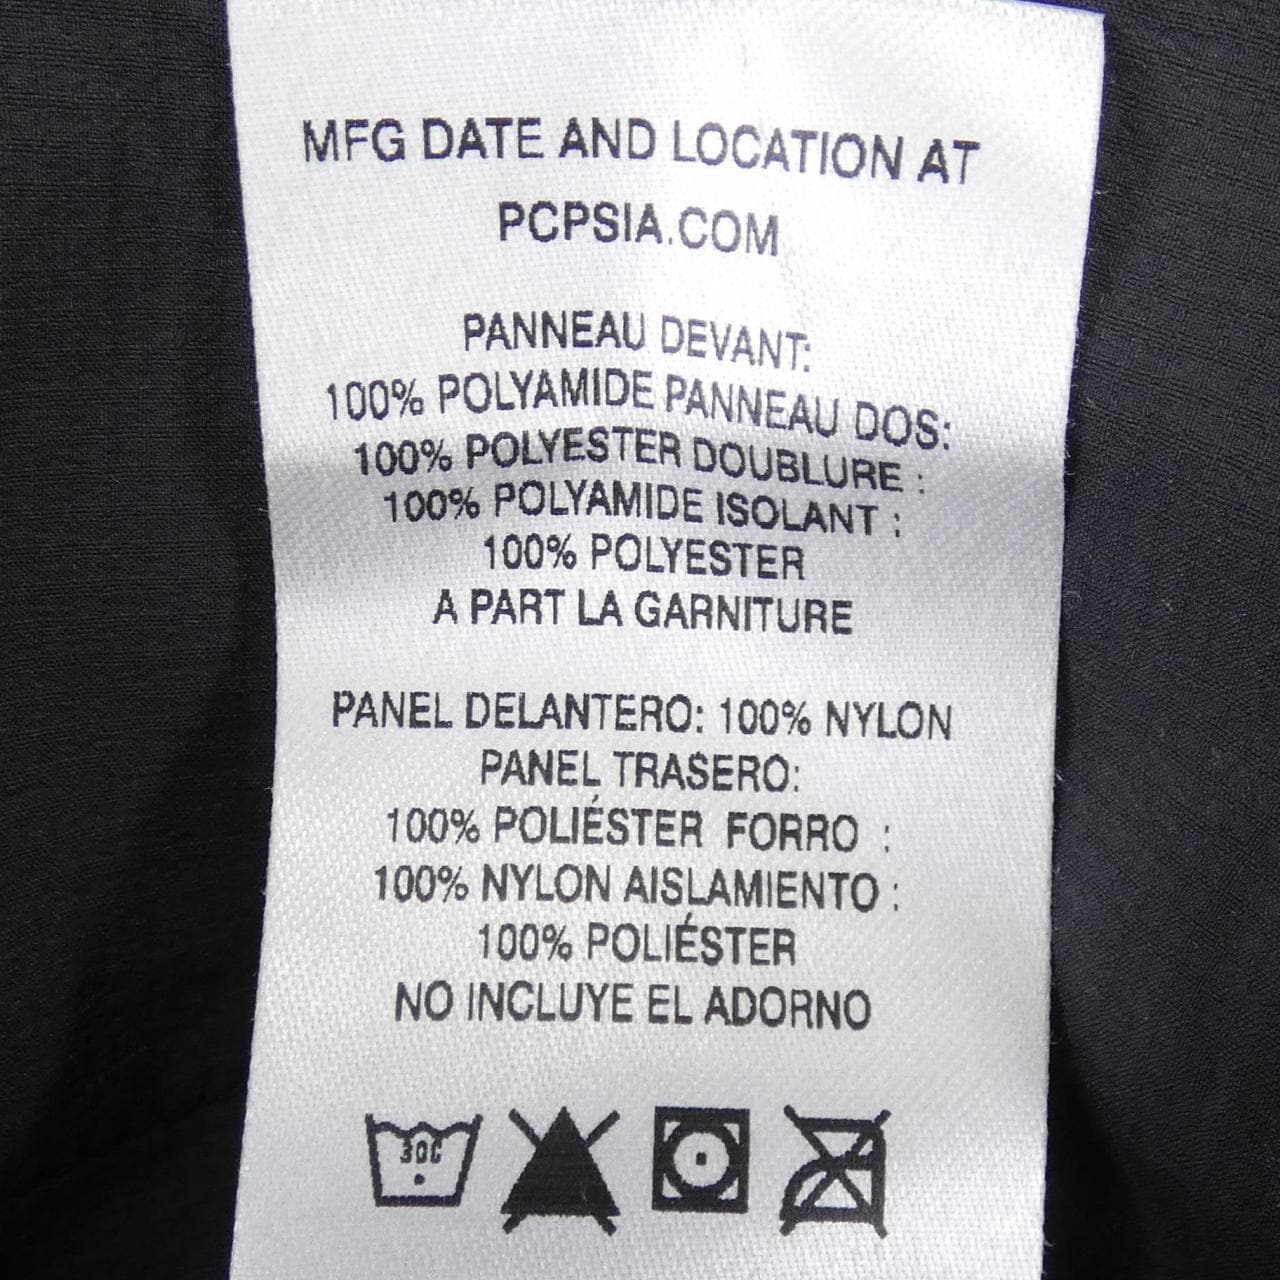 MFG DATE AND LOCATION AT
PCPSIA.COM
PANNEAU DEVANT:
100% POLYAMIDE PANNEAU DOS:
100% POLYESTER DOUBLURE :
100% POLYAMIDE ISOLANT :
100% POLYESTER
A PART LA GARNITURE
PANEL DELANTERO: 100% NYLON
PANEL TRASERO:
100% POLIÉSTER FORRO :
100% NYLON AISLAMIENTO :
100% POLIÉSTER
NO INCLUYE EL ADORNO
30C